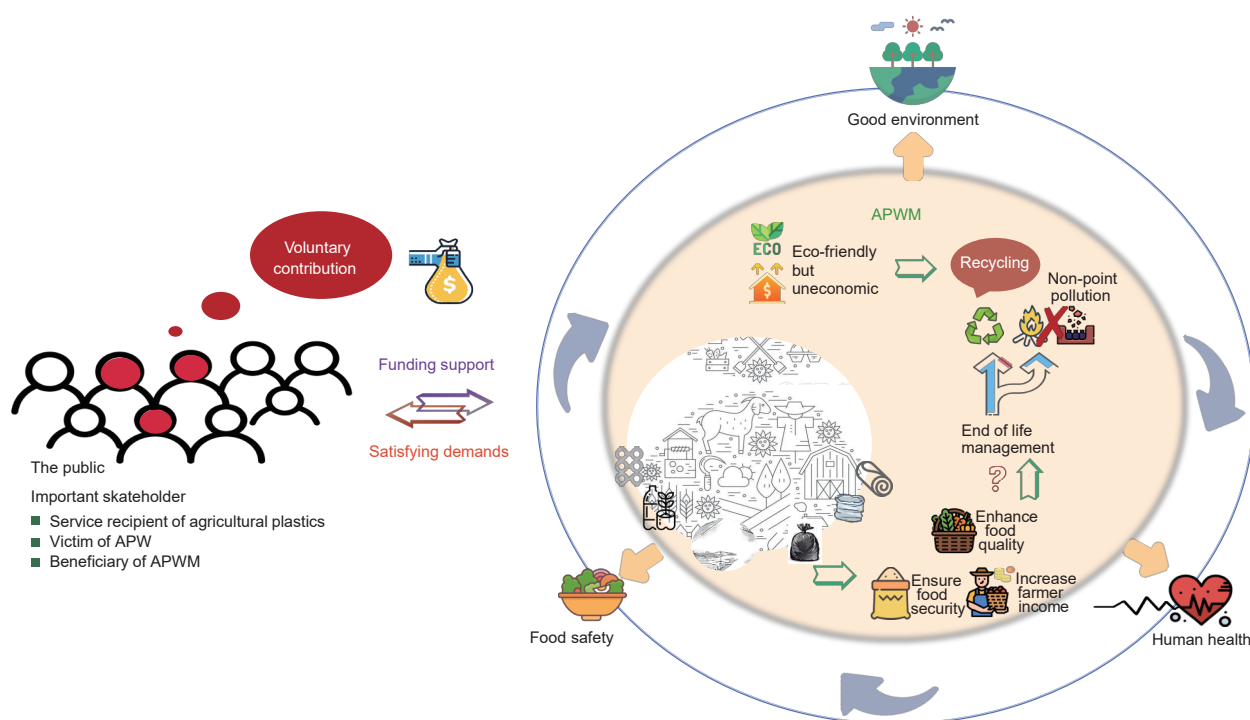 Good environment
APWM
Voluntary
contribution
$
ECO
Eco-friendly
but
uneconomic
$
Recycling
Non-point
pollution
Funding support
Satisfying demands
End of life
management
?
The public
Important skateholder
Service recipient of agricultural plastics
Victim of APW
Beneficiary of APWM
Enhance
food
quality
Ensure
food
security
Increase
farmer
income
Food safety
Human health